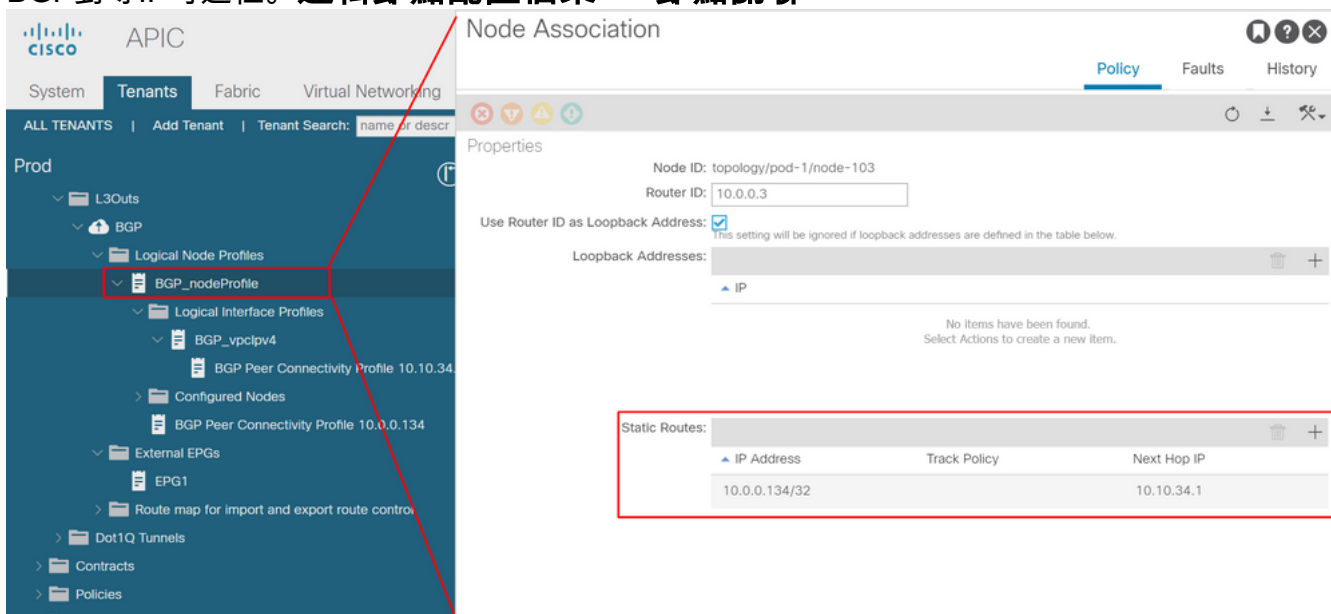 BGP
CISCO APIC
System Tenants Fabric Virtual Networking
ALL TENANTS | Add Tenant | Tenant Search: name or descr
Prod
L3Outs
BGP
Logical Node Profiles
BGP_nodeProfile
Logical Interface Profiles
BGP_vpcIpv4
BGP Peer Connectivity Profile 10.10.34.
Configured Nodes
BGP Peer Connectivity Profile 10.0.0.134
External EPGs
EPG1
Route map for import and export route control
Dot1Q Tunnels
Contracts
Policies
Node Association
Policy Faults History
Properties
Node ID: topology/pod-1/node-103
Router ID: 10.0.0.3
Use Router ID as Loopback Address:
This setting will be ignored if loopback addresses are defined in the table below.
Loopback Addresses:
IP
No items have been found.
Select Actions to create a new item.
Static Routes:
IP Address Track Policy Next Hop IP
10.0.0.134/32 10.10.34.1